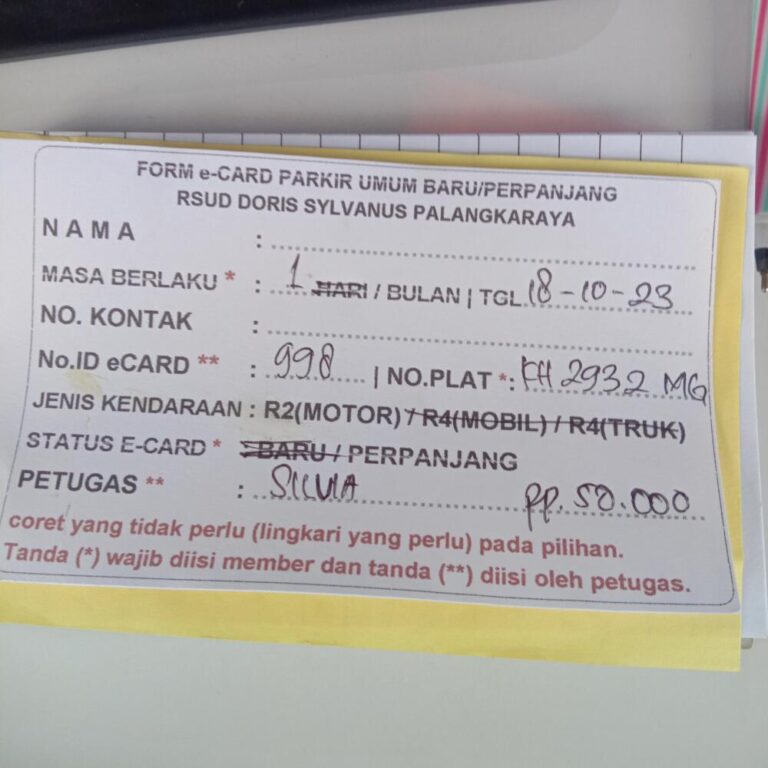 FORM e-CARD PARKIR UMUM BARU/PERPANJANG
RSUD DORIS SYLVANUS PALANGKARAYA
NAMA :
MASA BERLAKU * : 1 HARI / BULAN | TGL 18-10-23
NO. KONTAK :
No.ID eCARD ** : 998 | NO.PLAT *: KH 2932 MG
JENIS KENDARAAN : R2(MOTOR) / R4(MOBIL) / R4(TRUK)
STATUS E-CARD * : BARU / PERPANJANG
PETUGAS ** : SILVIA RP. 50.000
coret yang tidak perlu (lingkari yang perlu) pada pilihan.
Tanda (*) wajib diisi member dan tanda (**) diisi oleh petugas.